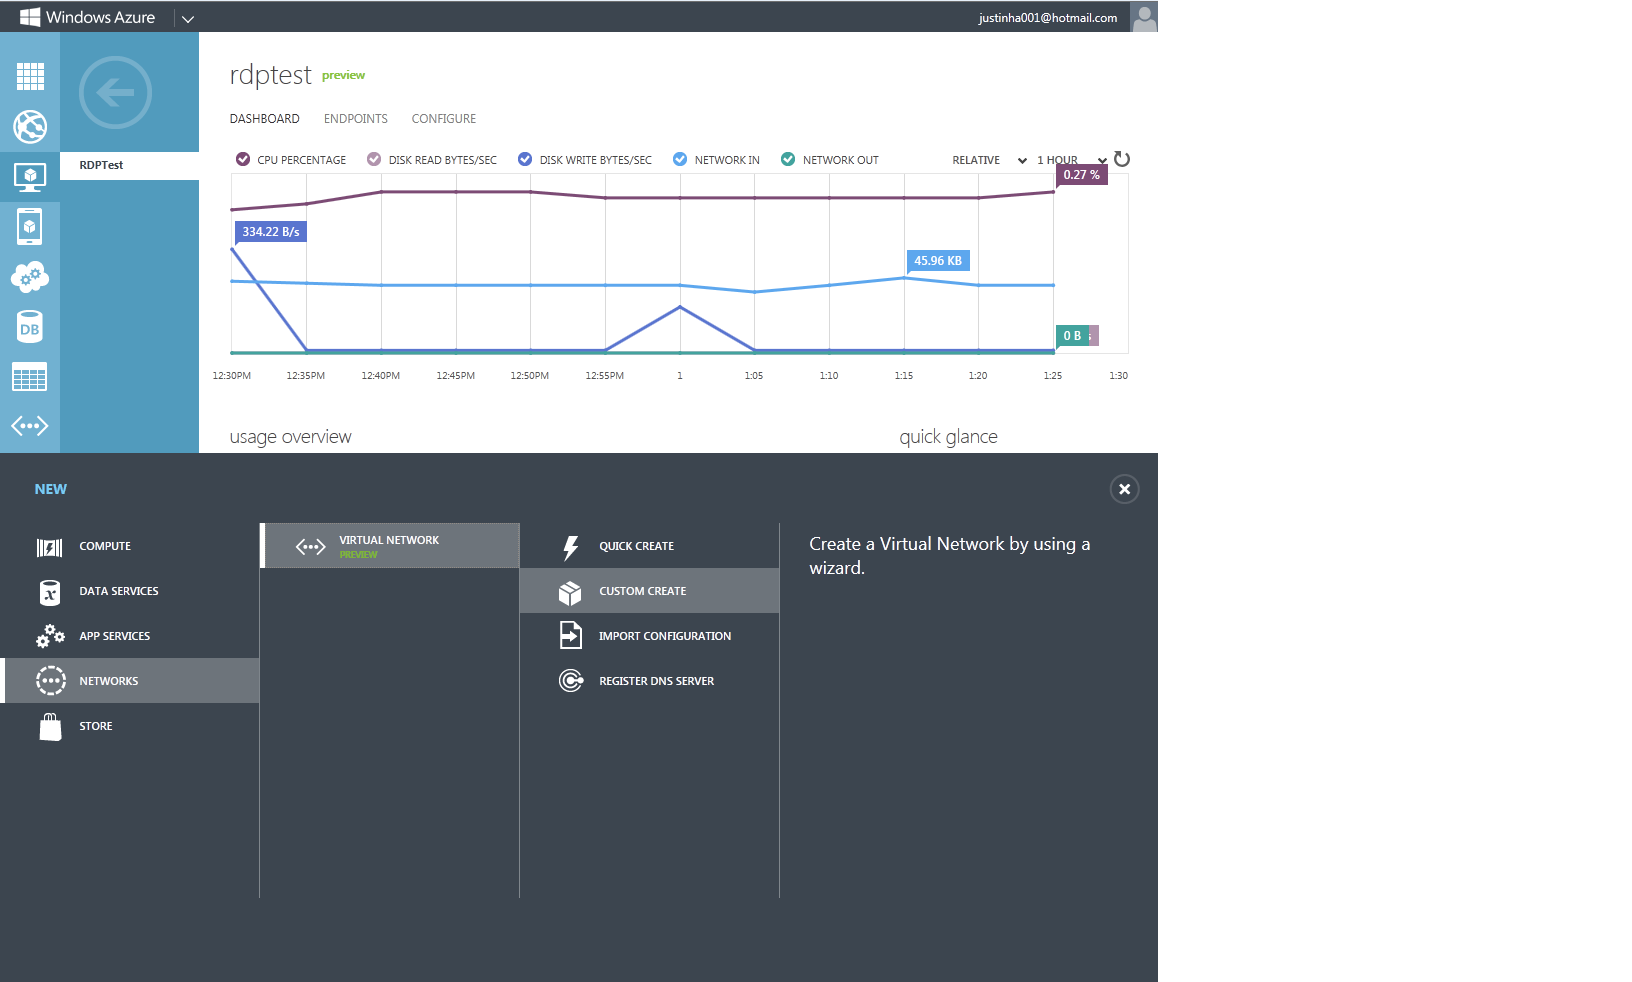 Windows Azure
justinha001@hotmail.com
RDPTest
rdptest preview
DASHBOARD ENDPOINTS CONFIGURE
CPU PERCENTAGE DISK READ BYTES/SEC DISK WRITE BYTES/SEC NETWORK IN NETWORK OUT RELATIVE 1 HOUR
0.27 %
334.22 B/s
45.96 KB
0 B s
12:30PM 12:35PM 12:40PM 12:45PM 12:50PM 12:55PM 1 1:05 1:10 1:15 1:20 1:25 1:30
DB
usage overview
quick glance
NEW
COMPUTE
DATA SERVICES
APP SERVICES
NETWORKS
STORE
VIRTUAL NETWORK
PREVIEW
QUICK CREATE
CUSTOM CREATE
IMPORT CONFIGURATION
REGISTER DNS SERVER
Create a Virtual Network by using a
wizard.